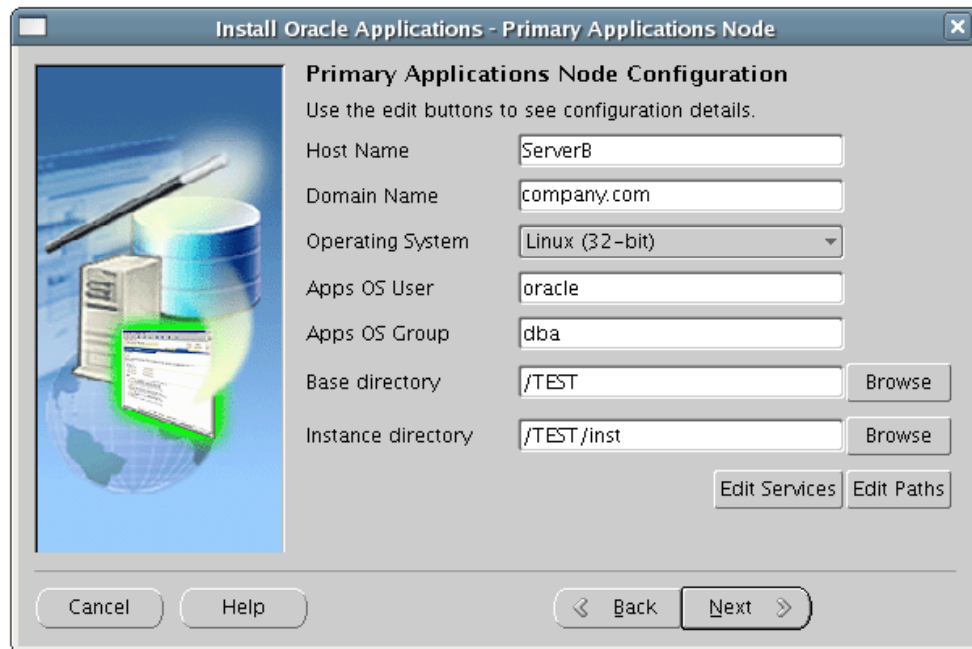 Install Oracle Applications - Primary Applications Node
Primary Applications Node Configuration
Use the edit buttons to see configuration details.
Host Name ServerB
Domain Name company.com
Operating System Linux (32-bit)
Apps OS User oracle
Apps OS Group dba
Base directory /TEST Browse
Instance directory /TEST/inst Browse
Edit Services Edit Paths
Cancel Help Back Next